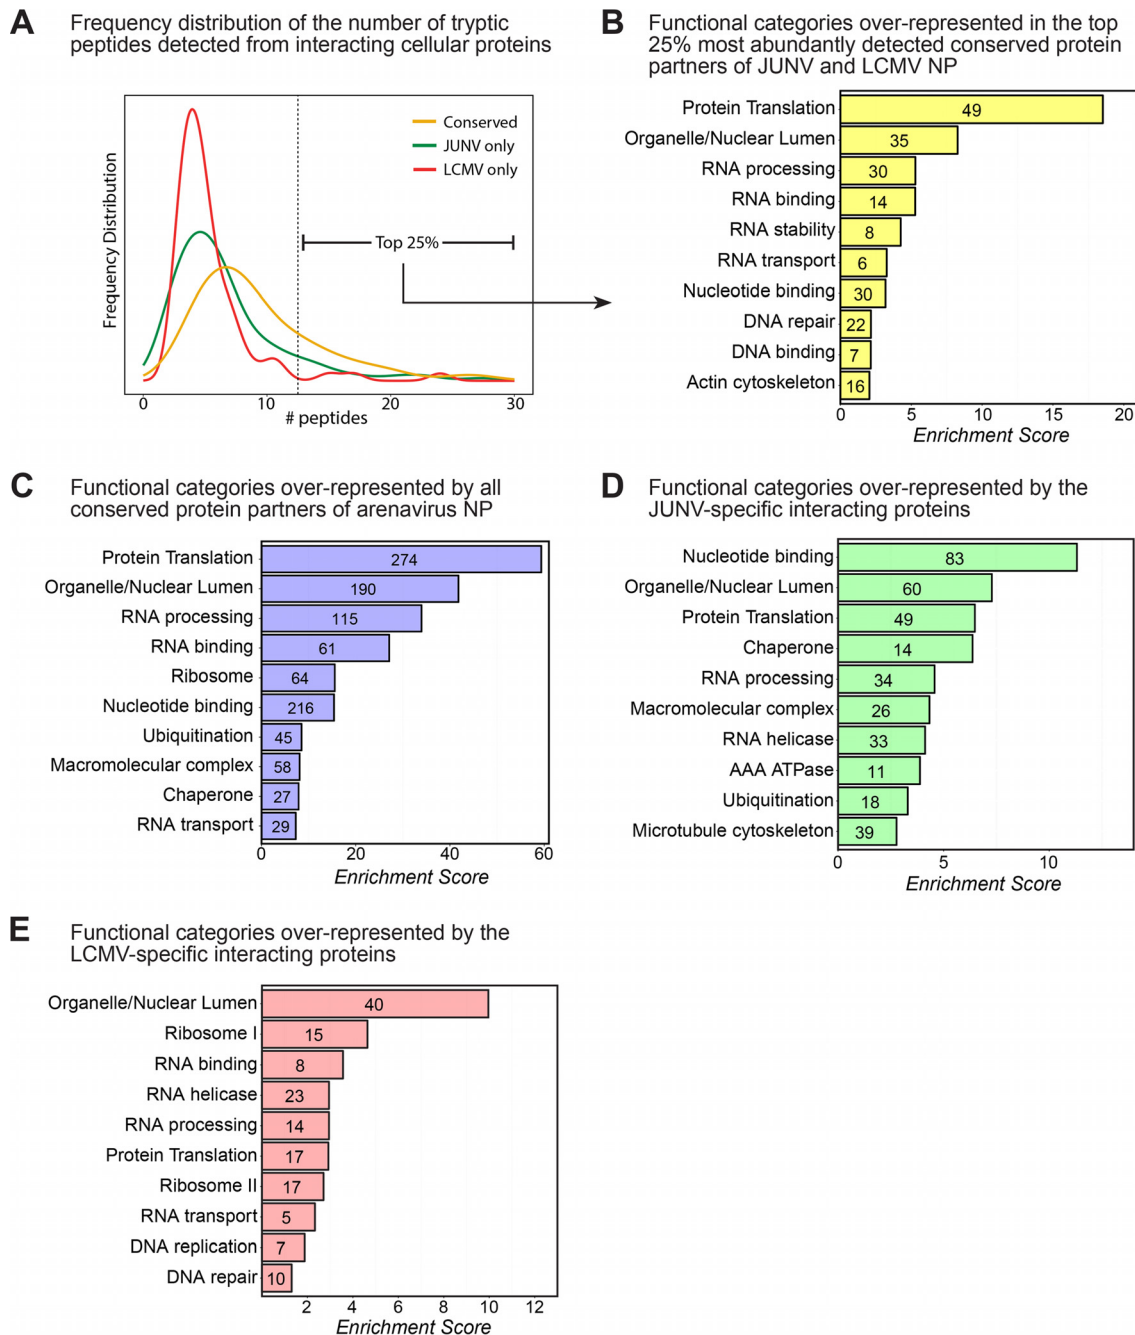 A
Frequency distribution of the number of tryptic
peptides detected from interacting cellular proteins
Conserved
JUNV only
LCMV only
Top 25%
Frequency Distribution
0 10 20 30
# peptides
B
Functional categories over-represented in the top
25% most abundantly detected conserved protein
partners of JUNV and LCMV NP
Protein Translation 49
Organelle/Nuclear Lumen 35
RNA processing 30
RNA binding 14
RNA stability 8
RNA transport 6
Nucleotide binding 30
DNA repair 22
DNA binding 7
Actin cytoskeleton 16
0 5 10 15 20
Enrichment Score
C
Functional categories over-represented by all
conserved protein partners of arenavirus NP
Protein Translation 274
Organelle/Nuclear Lumen 190
RNA processing 115
RNA binding 61
Ribosome 64
Nucleotide binding 216
Ubiquitination 45
Macromolecular complex 58
Chaperone 27
RNA transport 29
0 20 40 60
Enrichment Score
D
Functional categories over-represented by the
JUNV-specific interacting proteins
Nucleotide binding 83
Organelle/Nuclear Lumen 60
Protein Translation 49
Chaperone 14
RNA processing 34
Macromolecular complex 26
RNA helicase 33
AAA ATPase 11
Ubiquitination 18
Microtubule cytoskeleton 39
0 5 10
Enrichment Score
E
Functional categories over-represented by the
LCMV-specific interacting proteins
Organelle/Nuclear Lumen 40
Ribosome I 15
RNA binding 8
RNA helicase 23
RNA processing 14
Protein Translation 17
Ribosome II 17
RNA transport 5
DNA replication 7
DNA repair 10
2 4 6 8 10 12
Enrichment Score